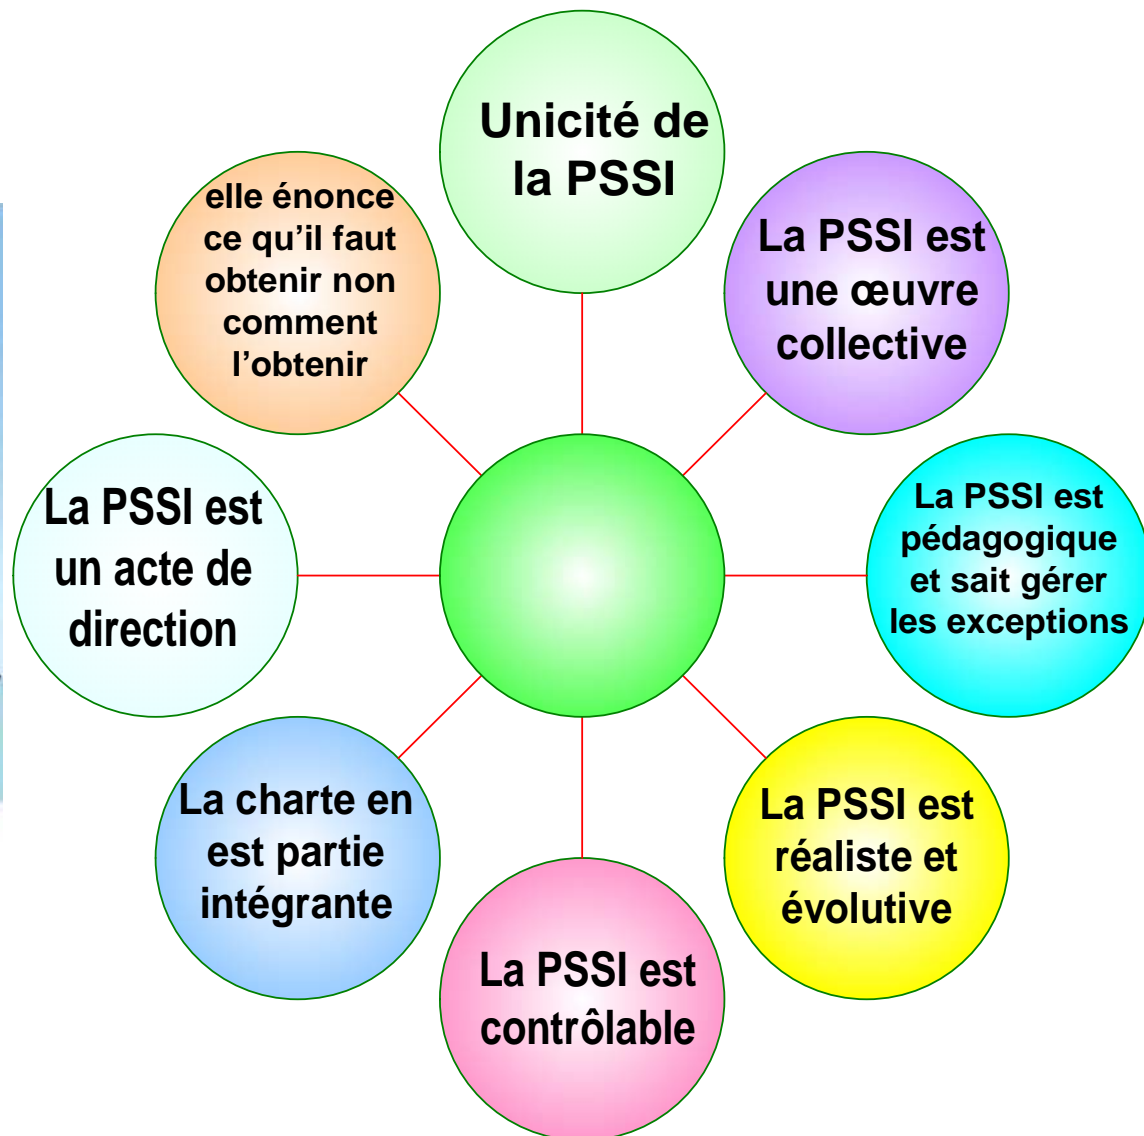 Unicité de
la PSSI
La PSSI est
une œuvre
collective
La PSSI est
pédagogique
et sait gérer
les exceptions
La PSSI est
réaliste et
évolutive
La PSSI est
contrôlable
La charte en
est partie
intégrante
La PSSI est
un acte de
direction
elle énonce
ce qu'il faut
obtenir non
comment
l'obtenir